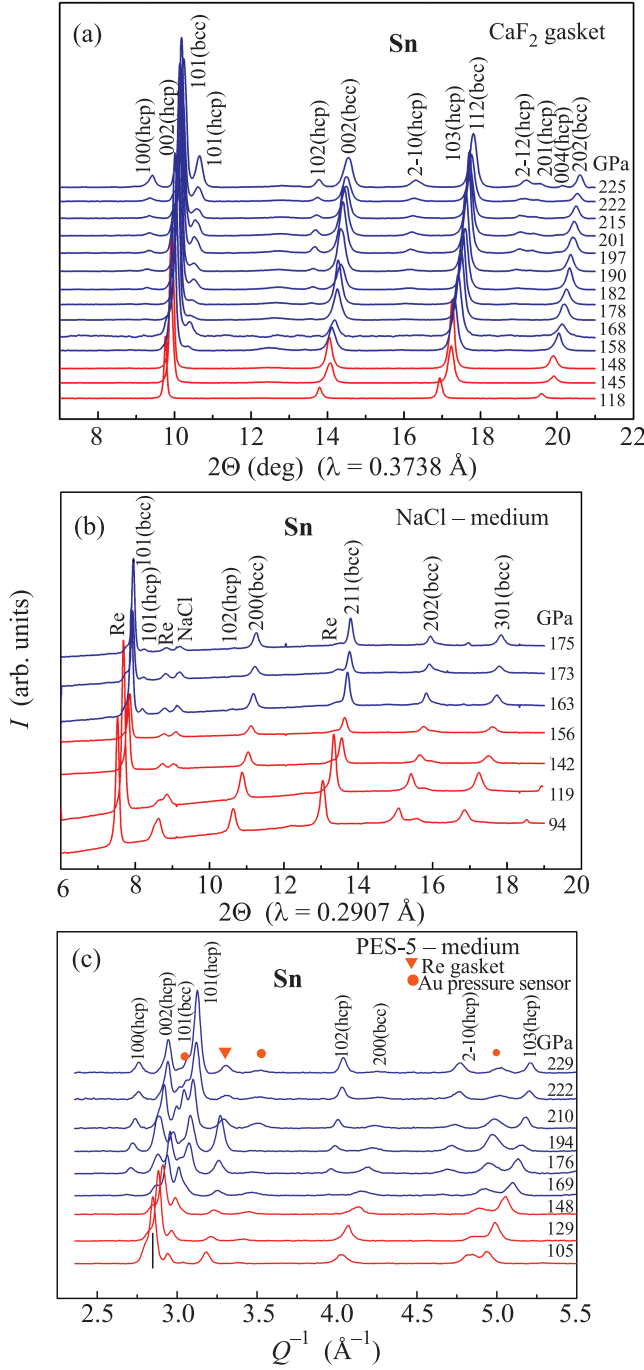 (a)
Sn
CaF2 gasket
100(hcp)
002(hcp)
101(bcc)
101(hcp)
102(hcp)
002(bcc)
2-10(hcp)
103(hcp)
112(bcc)
2-12(hcp)
201(hcp)
004(hcp)
202(bcc)
GPa
225
222
215
201
197
190
182
178
168
158
148
145
118
8 10 12 14 16 18 20 22
2Θ (deg) (λ = 0.3738 Å)
(b)
Sn
NaCl – medium
Re
101(bcc)
101(hcp)
Re
NaCl
102(hcp)
200(bcc)
Re
211(bcc)
202(bcc)
301(bcc)
GPa
175
173
163
156
142
119
94
I (arb. units)
6 8 10 12 14 16 18 20
2Θ (λ = 0.2907 Å)
(c)
Sn
PES-5 – medium
Re gasket
Au pressure sensor
100(hcp)
002(hcp)
101(bcc)
101(hcp)
102(hcp)
200(bcc)
2-10(hcp)
103(hcp)
GPa
229
222
210
194
176
169
148
129
105
2.5 3.0 3.5 4.0 4.5 5.0 5.5
Q−1 (Å−1)